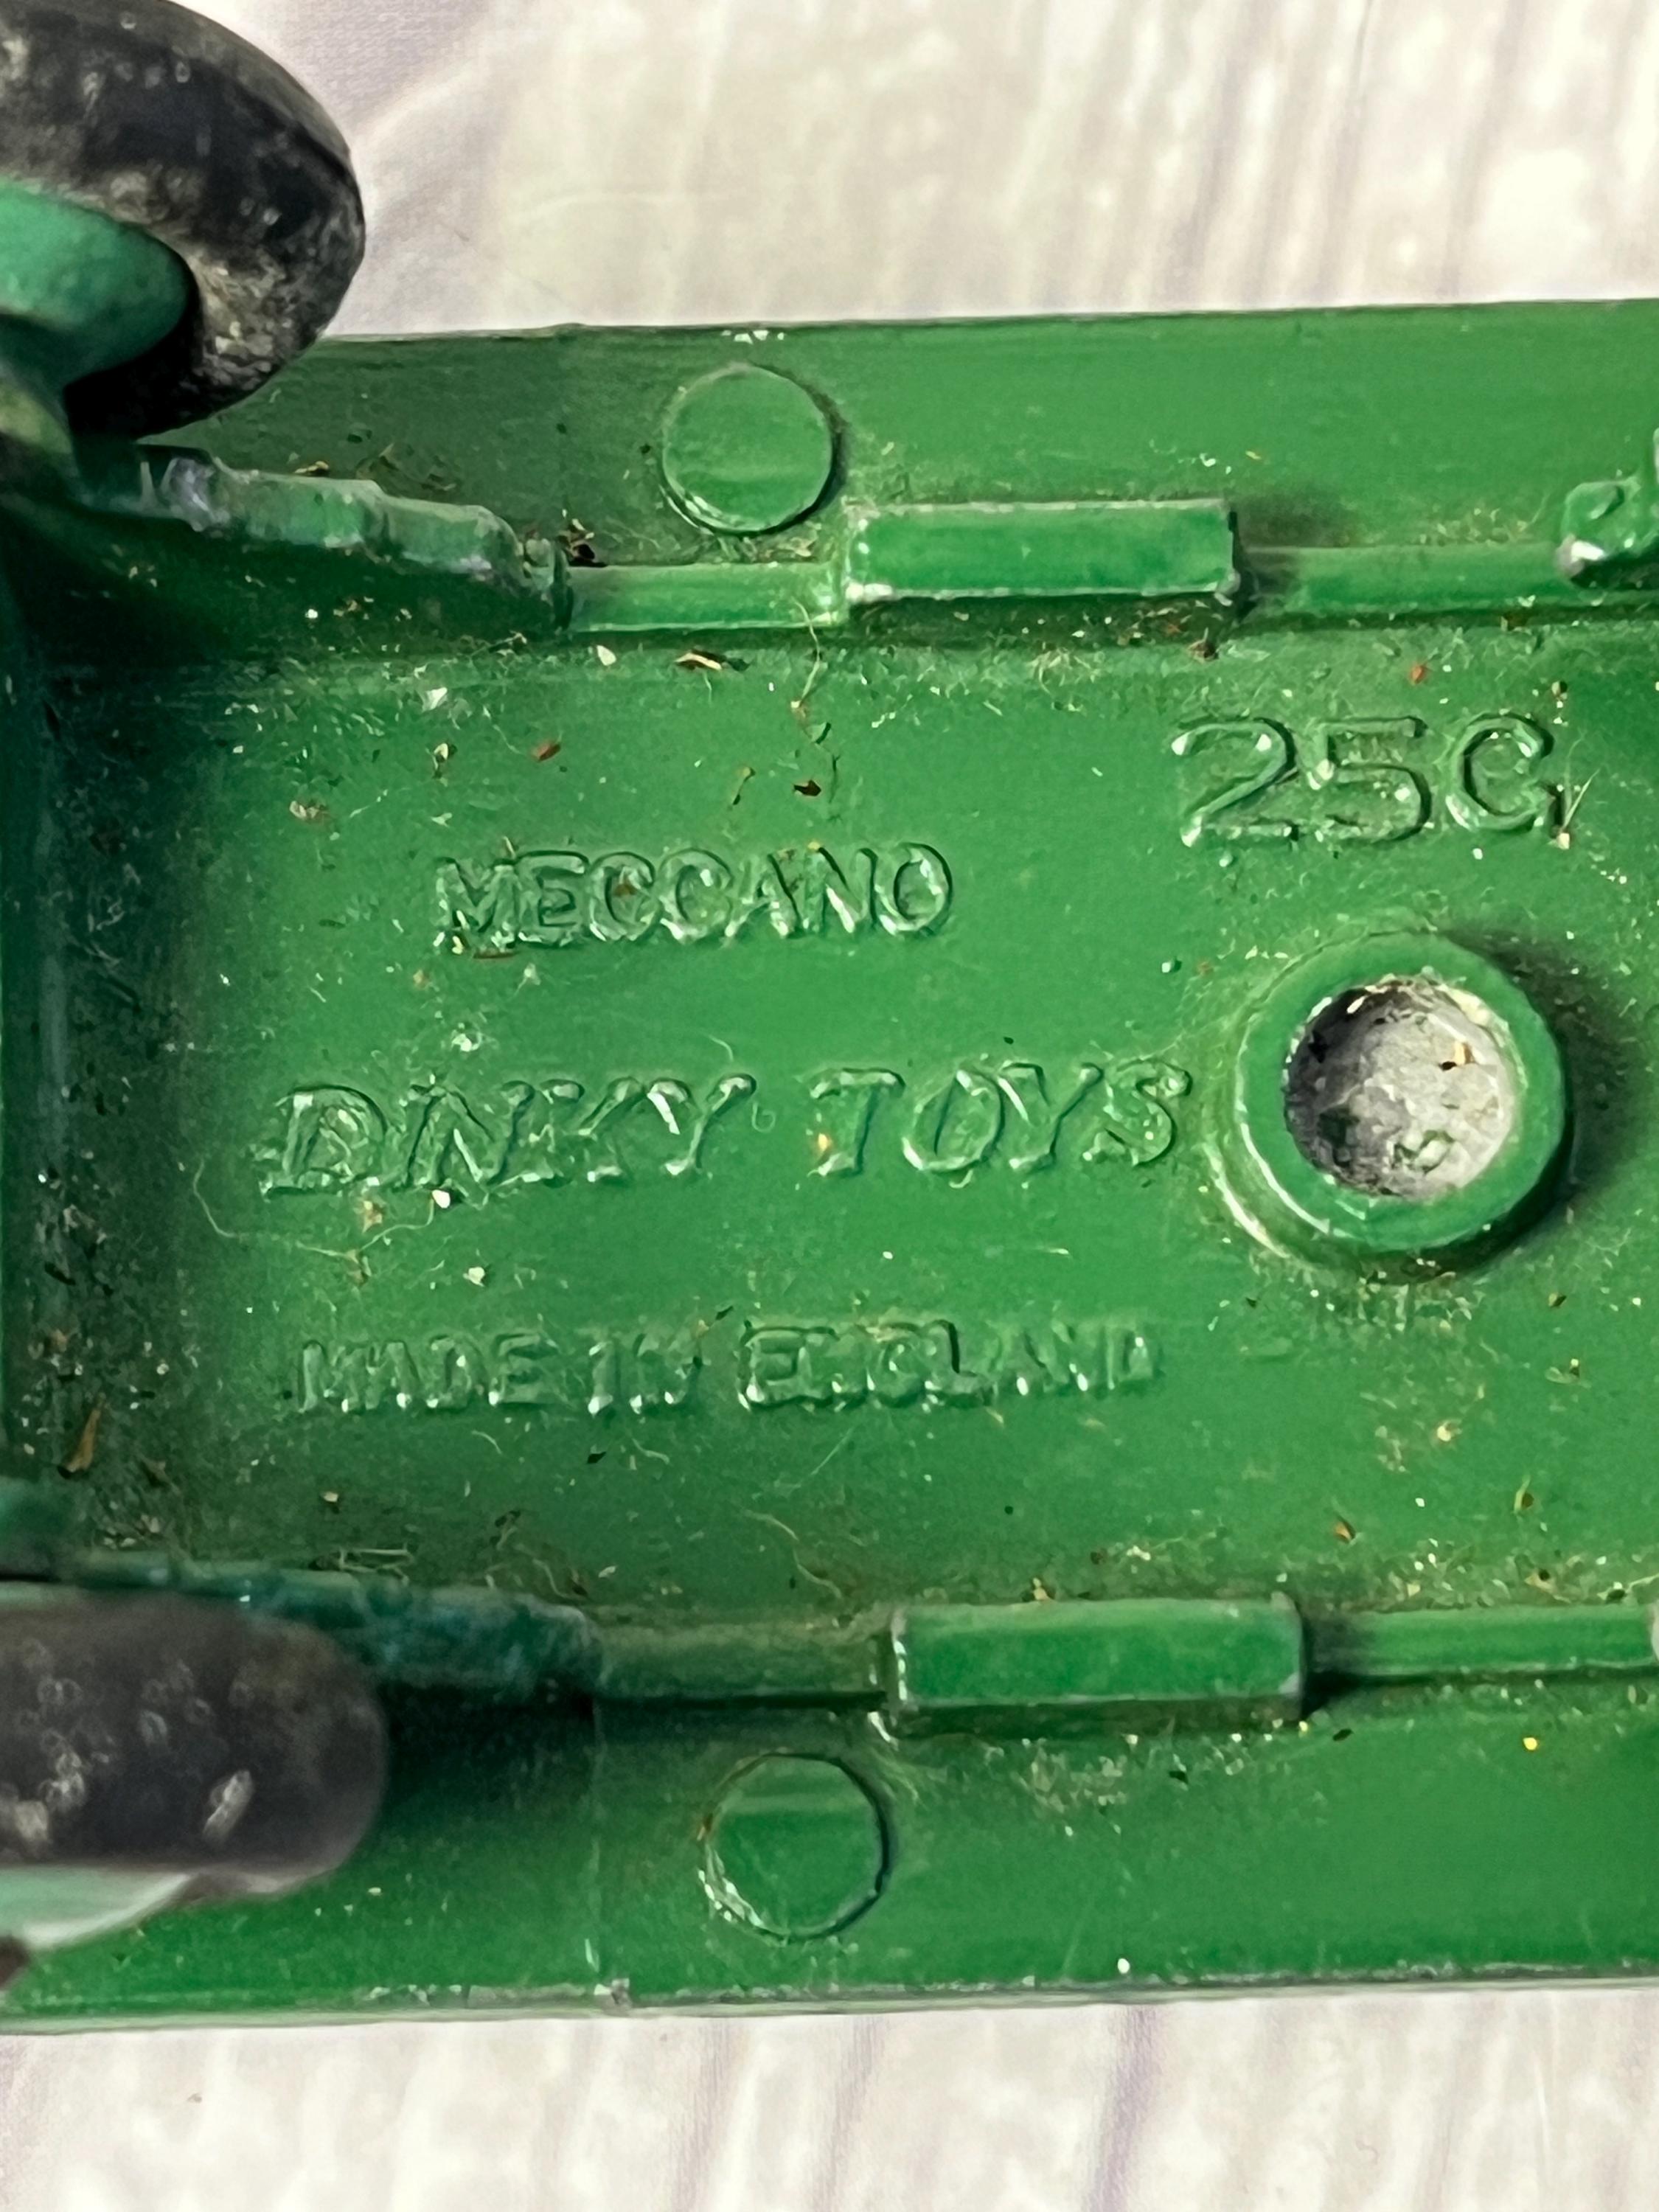 25G
MECCANO
DINKY TOYS
MADE IN ENGLAND